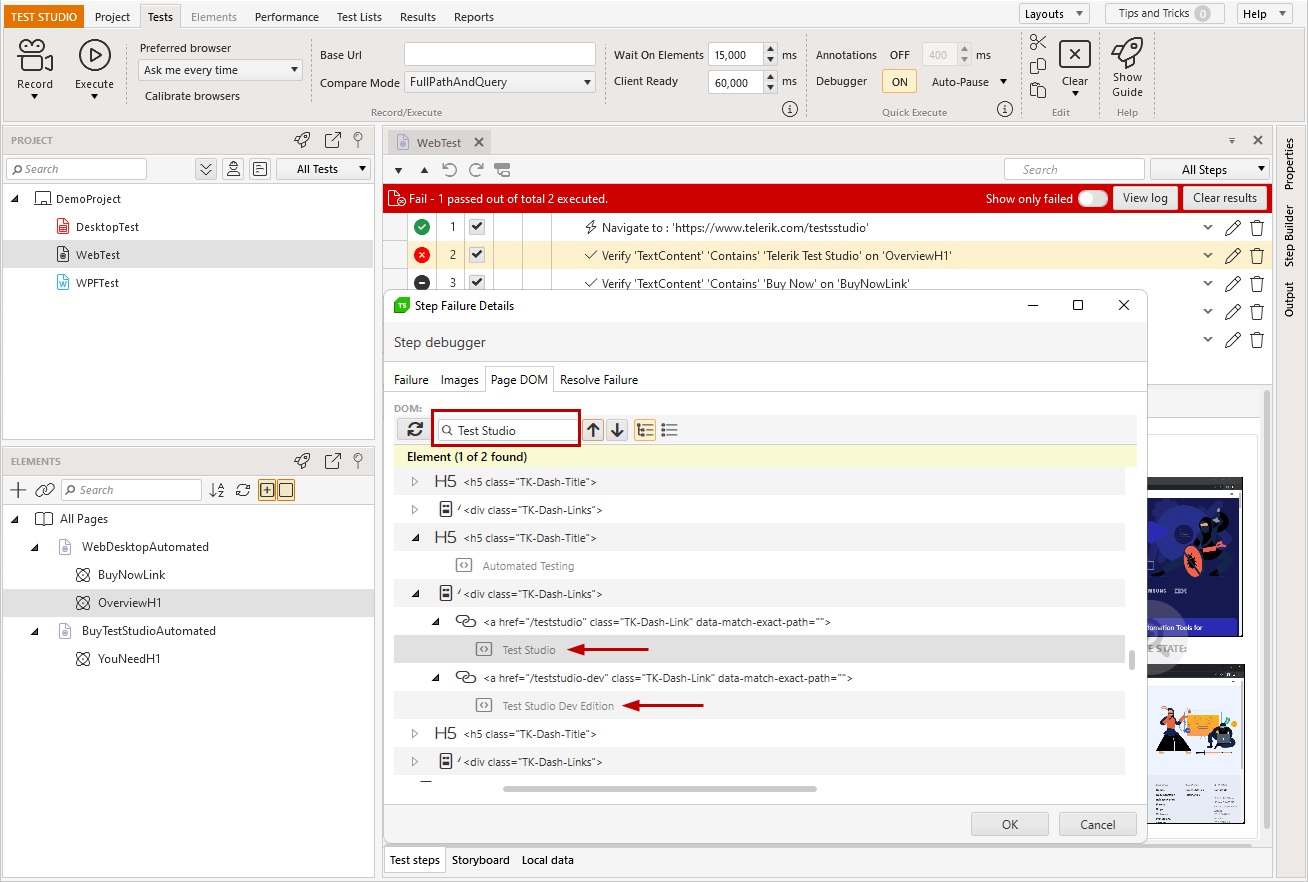 TEST STUDIO Project Tests Elements Performance Test Lists Results Reports Layouts Tips and Tricks 0 Help
Record
Execute
Preferred browser
Ask me every time
Calibrate browsers
Base Url
Compare Mode FullPathAndQuery
Record/Execute
Wait On Elements 15,000 ms
Client Ready 60,000 ms
Annotations OFF 400 ms
Debugger ON Auto-Pause
Quick Execute
Clear
Edit
Show
Guide
Help
PROJECT
Search All Tests
DemoProject
DesktopTest
WebTest
WPFTest
ELEMENTS
Search
All Pages
WebDesktopAutomated
BuyNowLink
OverviewH1
BuyTestStudioAutomated
YouNeedH1
WebTest
Search All Steps
Fail - 1 passed out of total 2 executed. Show only failed View log Clear results
1 Navigate to : 'https://www.telerik.com/testsstudio'
2 Verify 'TextContent' 'Contains' 'Telerik Test Studio' on 'OverviewH1'
3 Verify 'TextContent' 'Contains' 'Buy Now' on 'BuyNowLink'
TS Step Failure Details
Step debugger
Failure Images Page DOM Resolve Failure
DOM:
Test Studio
Element (1 of 2 found)
H5 <h5 class="TK-Dash-Title">
<div class="TK-Dash-Links">
H5 <h5 class="TK-Dash-Title">
Automated Testing
<div class="TK-Dash-Links">
<a href="/teststudio" class="TK-Dash-Link" data-match-exact-path="">
Test Studio
<a href="/teststudio-dev" class="TK-Dash-Link" data-match-exact-path="">
Test Studio Dev Edition
H5 <h5 class="TK-Dash-Title">
<div class="TK-Dash-Links">
OK Cancel
E STATE:
Test steps Storyboard Local data
Properties
Step Builder
Output